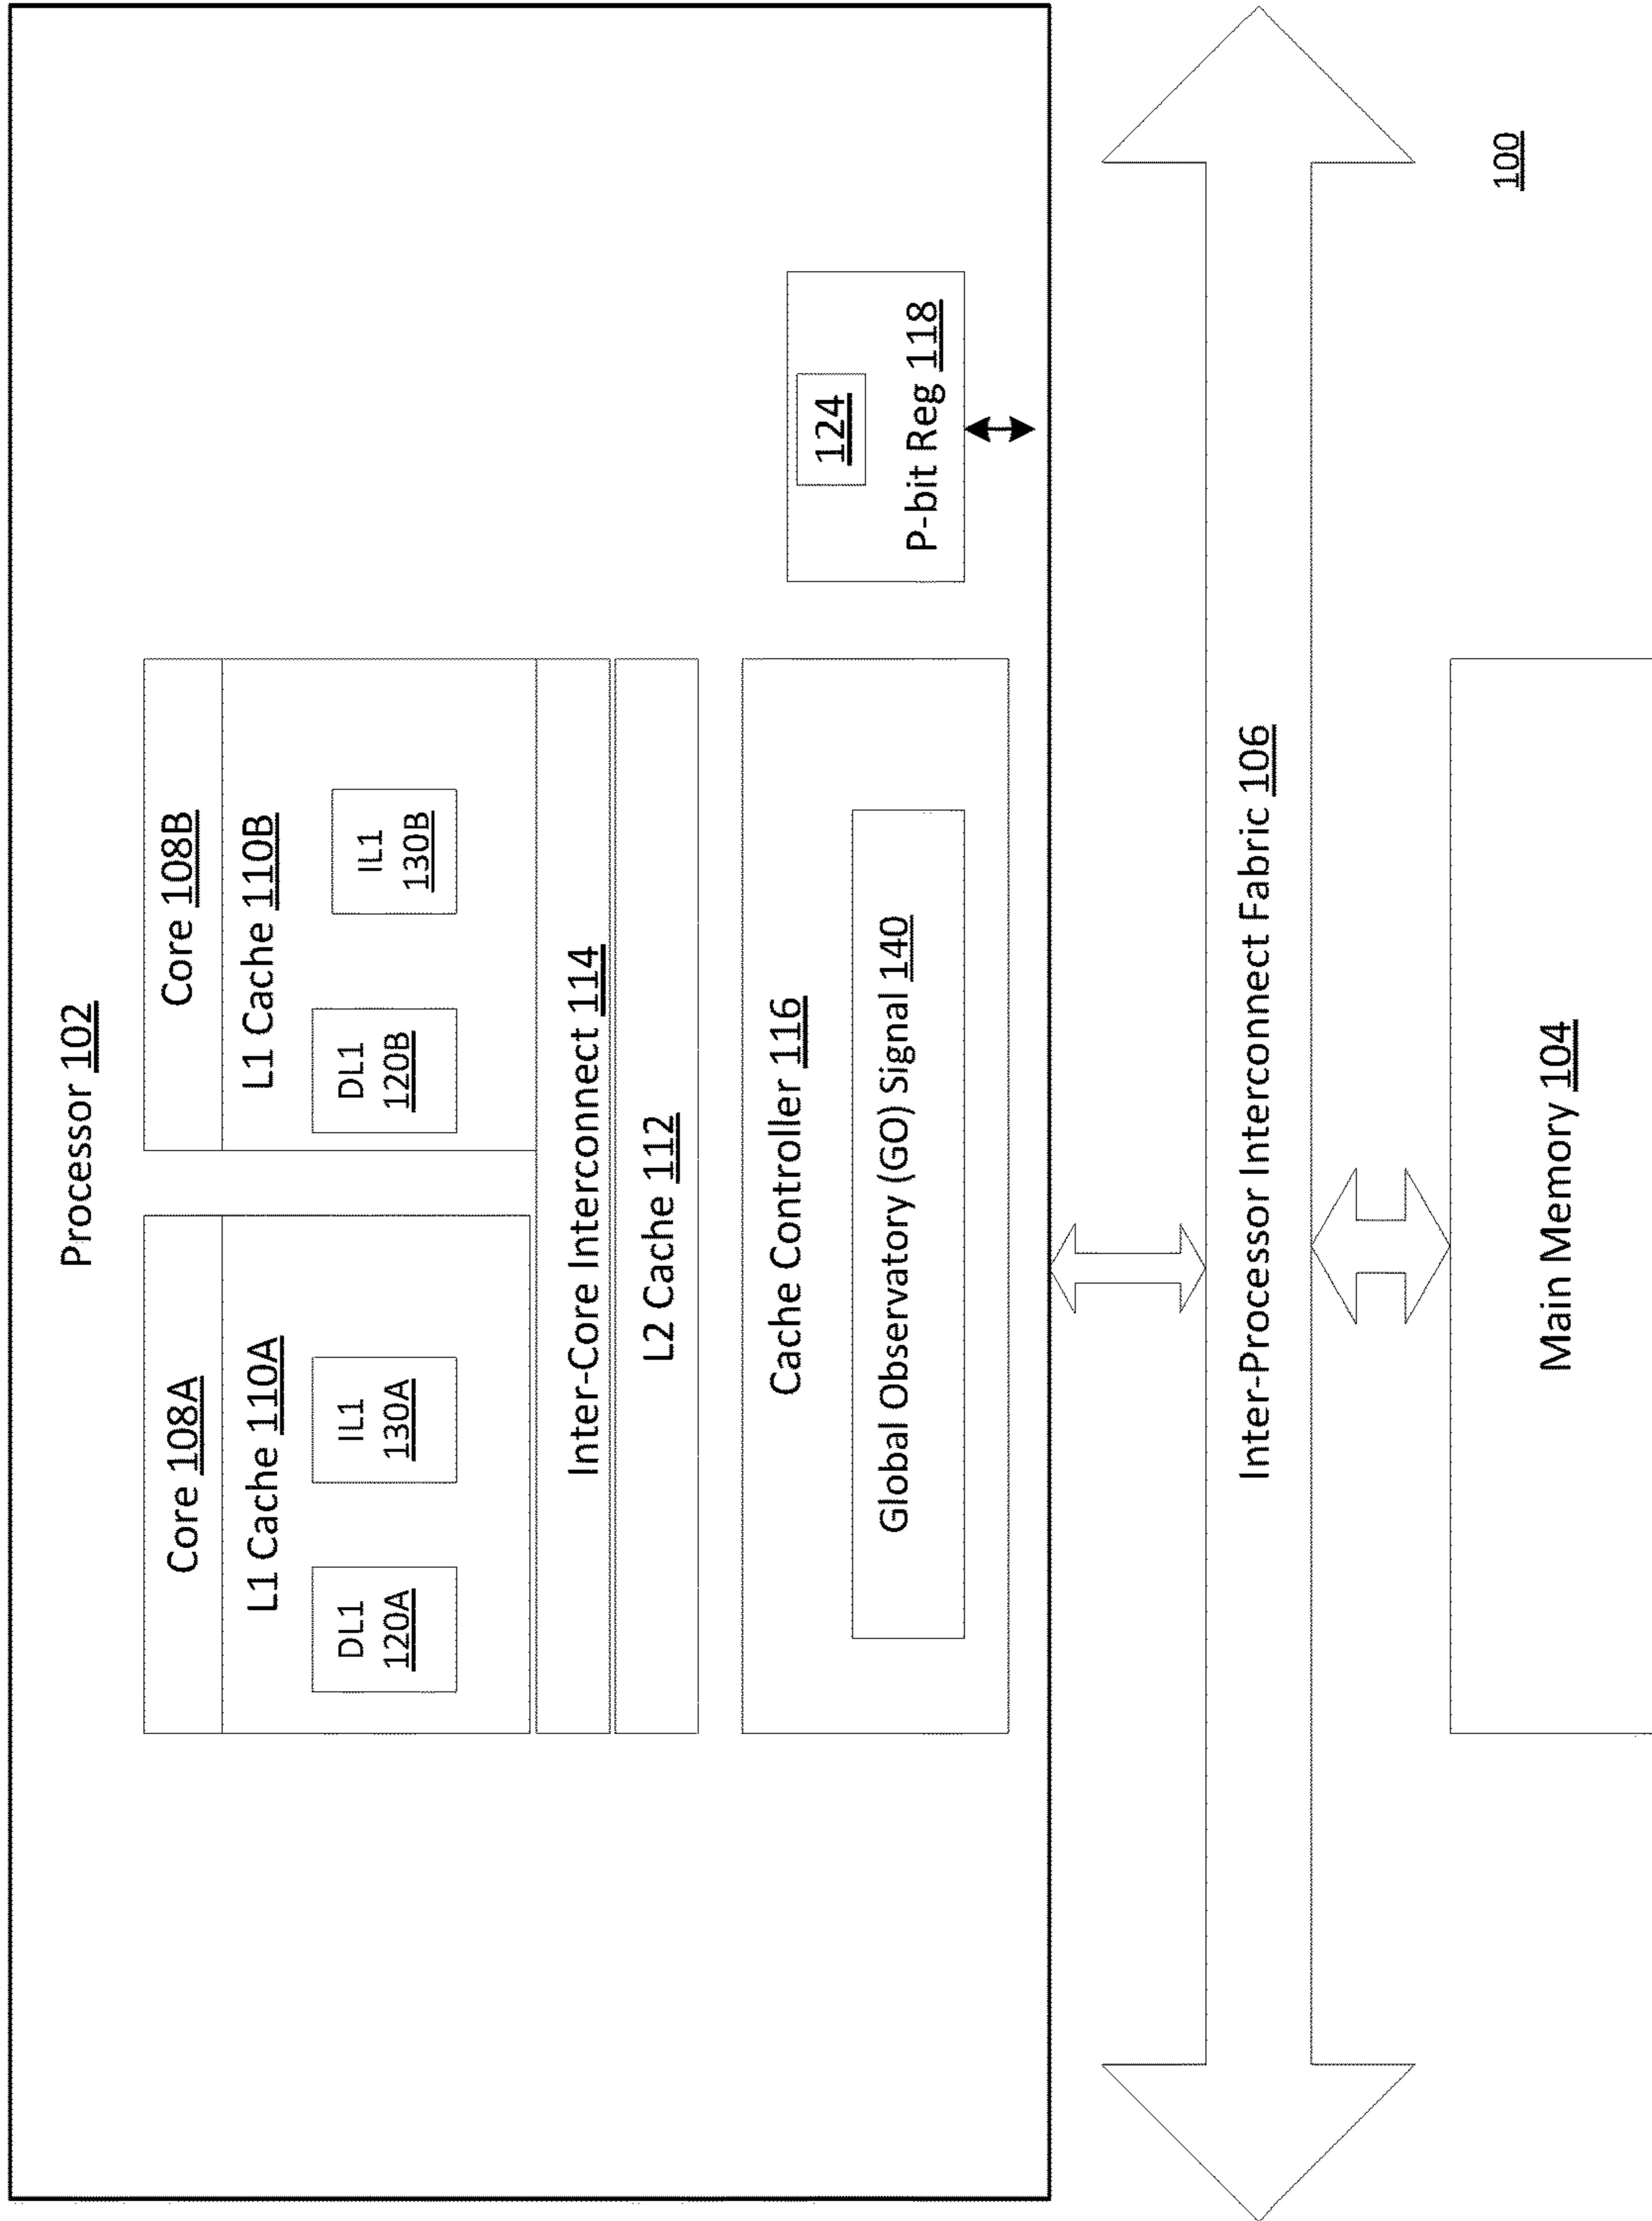 Processor 102
Core 108A
Core 108B
L1 Cache 110A
L1 Cache 110B
DL1
120A
IL1
130A
DL1
120B
IL1
130B
Inter-Core Interconnect 114
L2 Cache 112
Cache Controller 116
Global Observatory (GO) Signal 140
124
P-bit Reg 118
Inter-Processor Interconnect Fabric 106
Main Memory 104
100